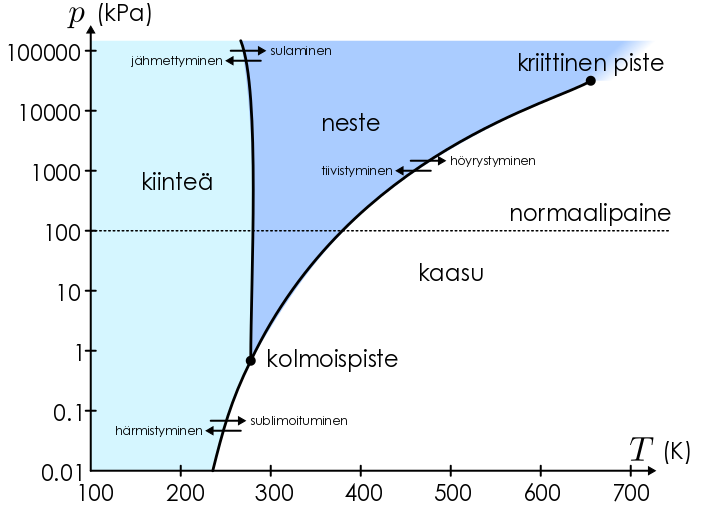 p (kPa)
100000
sulaminen
jähmettyminen
kriittinen piste
10000
neste
höyrystyminen
1000
tiivistyminen
kiinteä
normaalipaine
100
kaasu
10
1
kolmoispiste
0.1
sublimoituminen
härmistyminen
T (K)
0.01
100 200 300 400 500 600 700